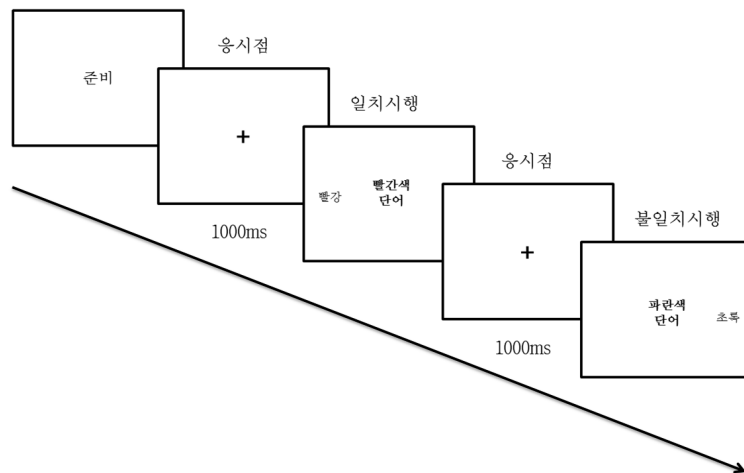 준비
응시점
+
1000ms
일치시행
빨강
빨간색
단어
응시점
+
1000ms
불일치시행
파란색
단어
초록